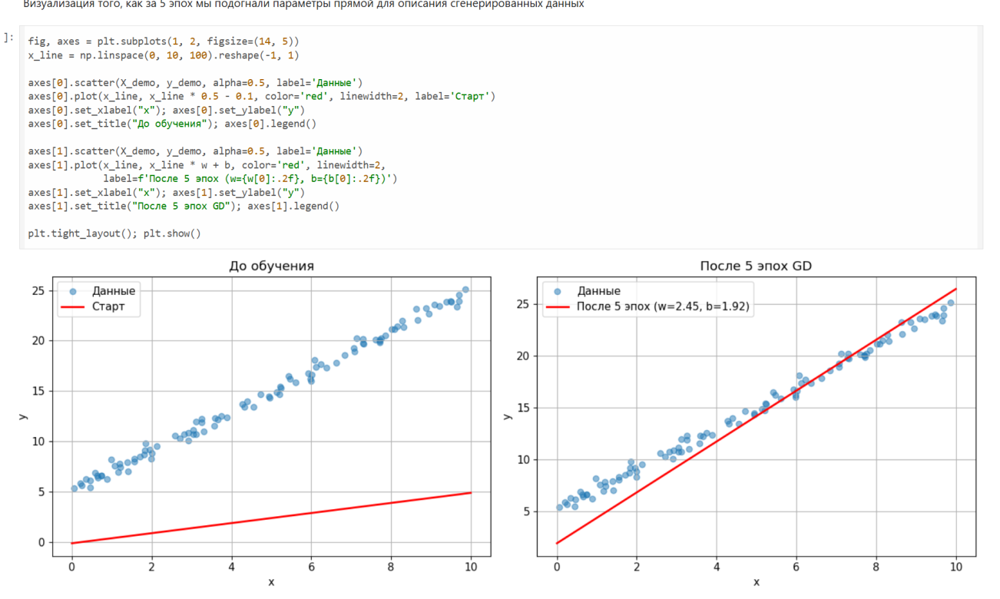 Визуализация того, как за 5 эпох мы подогнали параметры прямой для описания сгенерированных данных
]:
fig, axes = plt.subplots(1, 2, figsize=(14, 5))
x_line = np.linspace(0, 10, 100).reshape(-1, 1)
axes[0].scatter(X_demo, y_demo, alpha=0.5, label='Данные')
axes[0].plot(x_line, x_line * 0.5 - 0.1, color='red', linewidth=2, label='Старт')
axes[0].set_xlabel("x"); axes[0].set_ylabel("y")
axes[0].set_title("До обучения"); axes[0].legend()
axes[1].scatter(X_demo, y_demo, alpha=0.5, label='Данные')
axes[1].plot(x_line, x_line * w + b, color='red', linewidth=2,
label=f'После 5 эпох (w={w[0]:.2f}, b={b[0]:.2f})')
axes[1].set_xlabel("x"); axes[1].set_ylabel("y")
axes[1].set_title("После 5 эпох GD"); axes[1].legend()
plt.tight_layout(); plt.show()
До обучения
Данные
Старт
25
20
15
10
5
0
y
0 2 4 6 8 10
x
После 5 эпох GD
Данные
После 5 эпох (w=2.45, b=1.92)
25
20
15
10
5
y
0 2 4 6 8 10
x